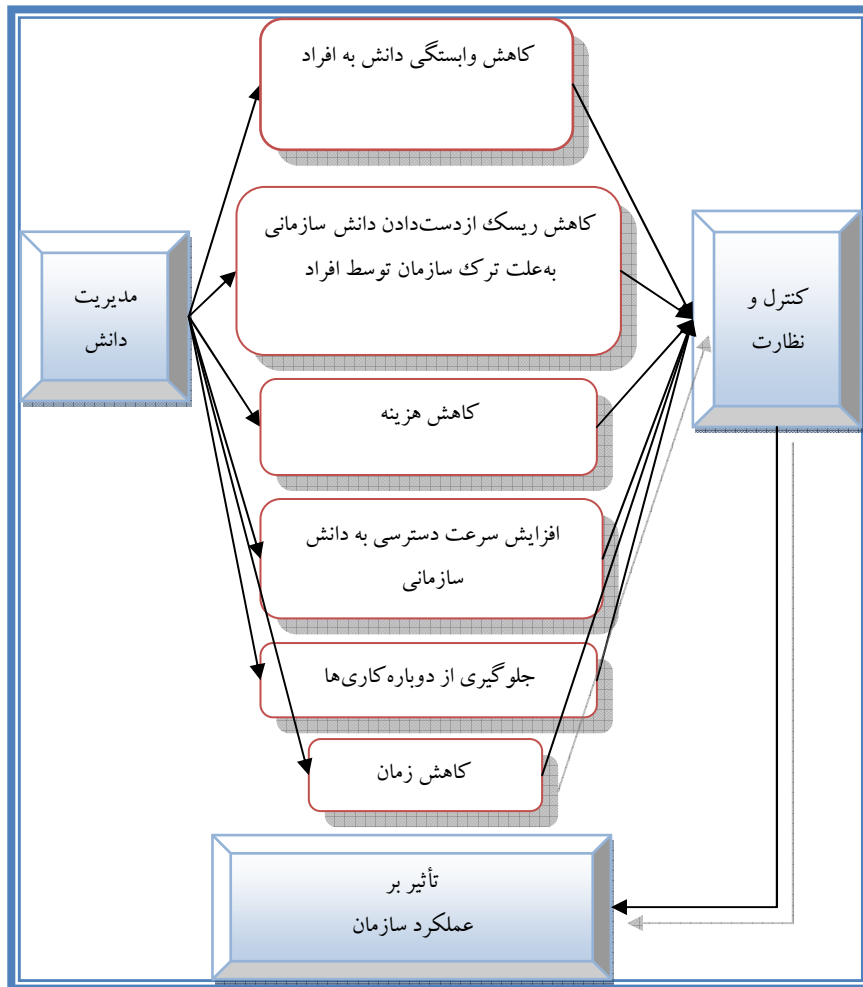 کاهش وابستگی دانش به افراد
کاهش ریسک ازدست‌دادن دانش سازمانی
به‌علت ترک سازمان توسط افراد
مدیریت
دانش
کنترل و
نظارت
کاهش هزینه
افزایش سرعت دسترسی به دانش
سازمانی
جلوگیری از دوباره‌کاری‌ها
کاهش زمان
تأثیر بر
عملکرد سازمان